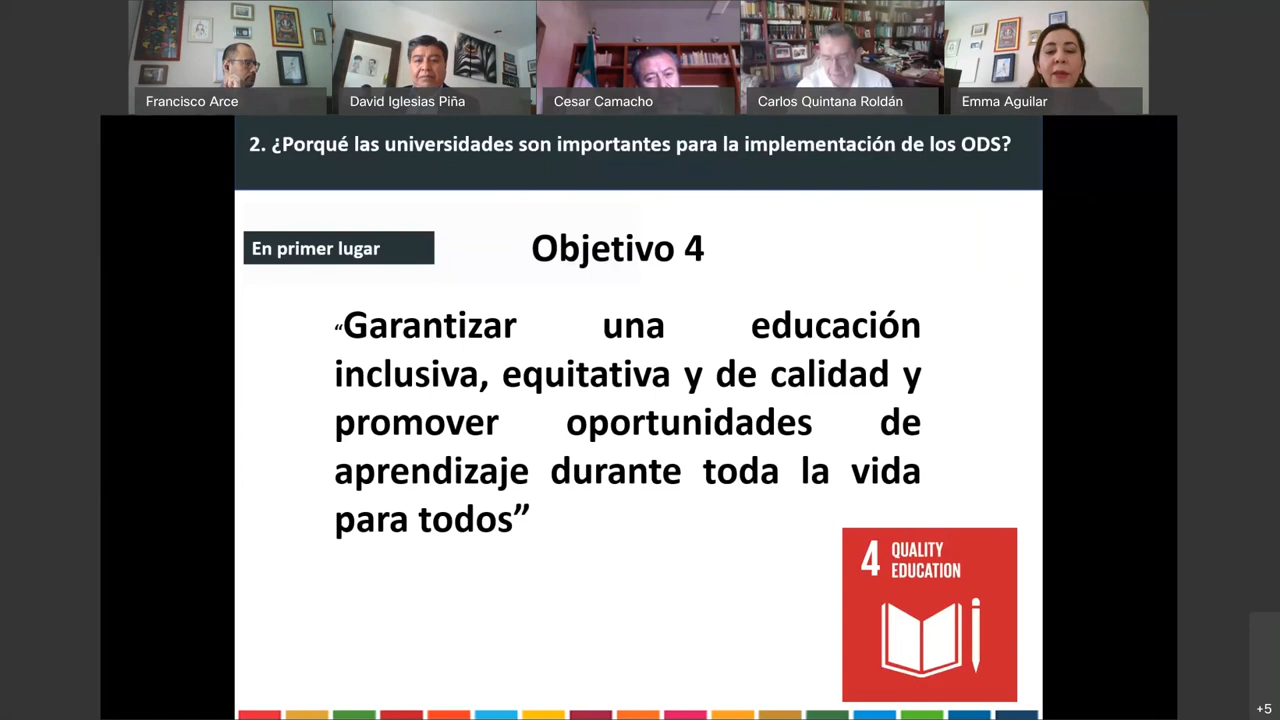 Francisco Arce
David Iglesias Piña
Cesar Camacho
Carlos Quintana Roldán
Emma Aguilar
2. ¿Porqué las universidades son importantes para la implementación de los ODS?
En primer lugar
Objetivo 4
“Garantizar una educación
inclusiva, equitativa y de calidad y
promover oportunidades de
aprendizaje durante toda la vida
para todos”
4 QUALITY
EDUCATION
+5